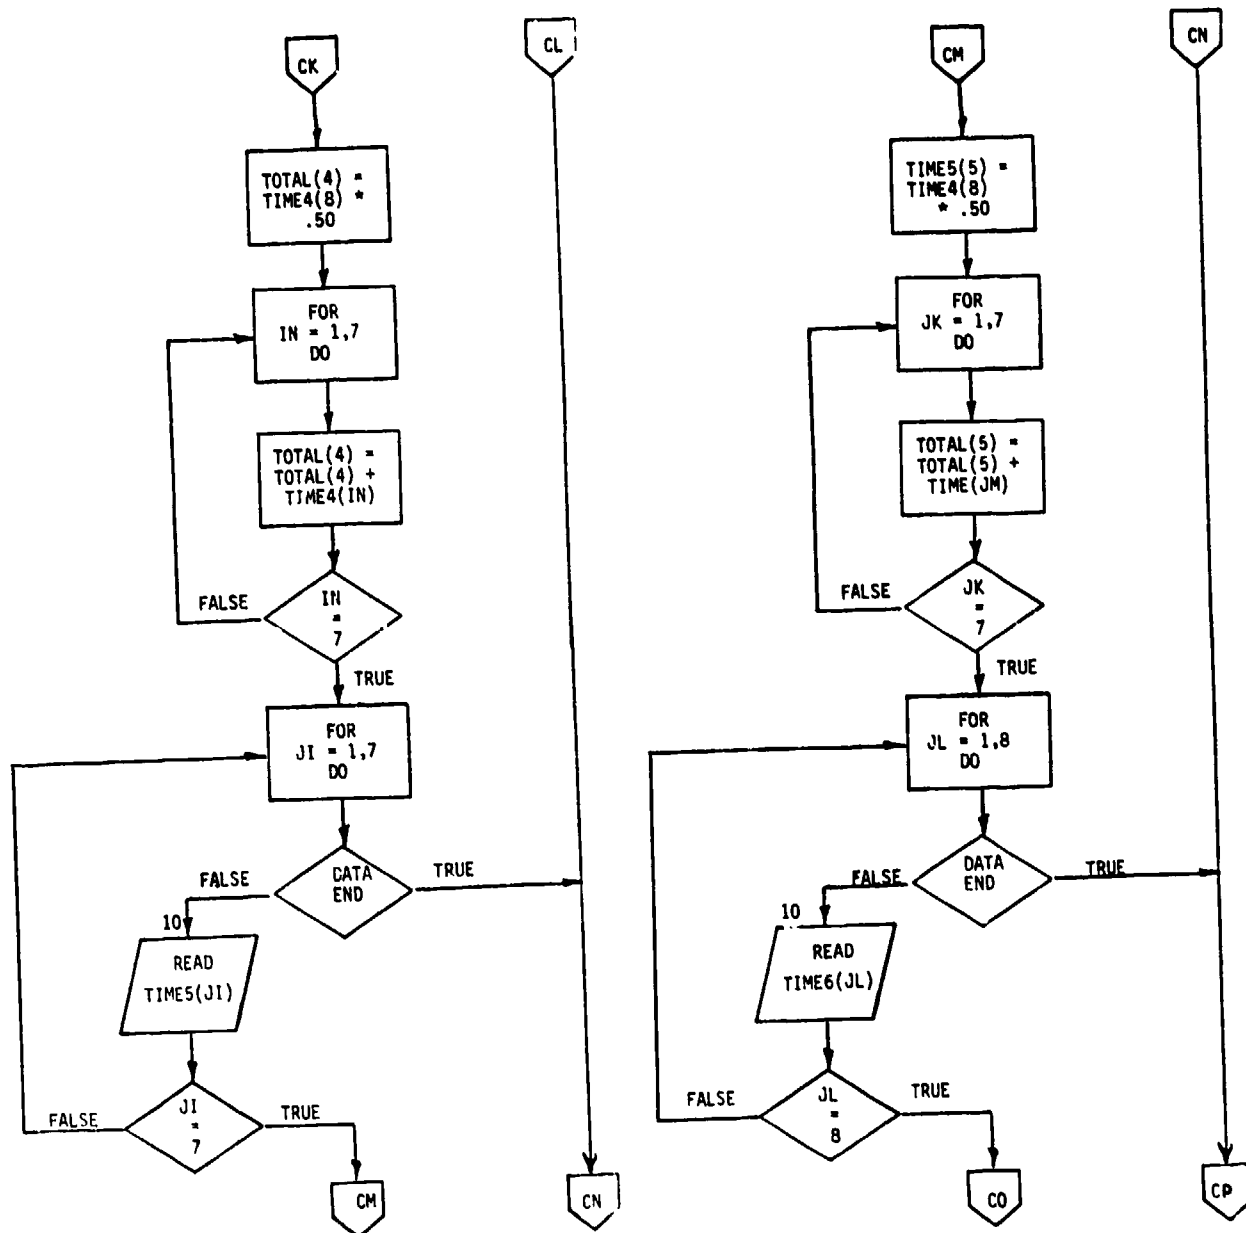 CK
TOTAL(4) =
TIME4(8) *
.50
FOR
IN = 1,7
DO
TOTAL(4) =
TOTAL(4) +
TIME4(IN)
IN
=
7
FALSE
TRUE
FOR
JI = 1,7
DO
DATA
END
FALSE
TRUE
10
READ
TIME5(JI)
JI
=
7
FALSE
TRUE
CM
CL
CN
CM
TIME5(5) =
TIME4(8)
* .50
FOR
JK = 1,7
DO
TOTAL(5) =
TOTAL(5) +
TIME(JM)
JK
=
7
FALSE
TRUE
FOR
JL = 1,8
DO
DATA
END
FALSE
TRUE
10
READ
TIME6(JL)
JL
=
8
FALSE
TRUE
CO
CN
CP